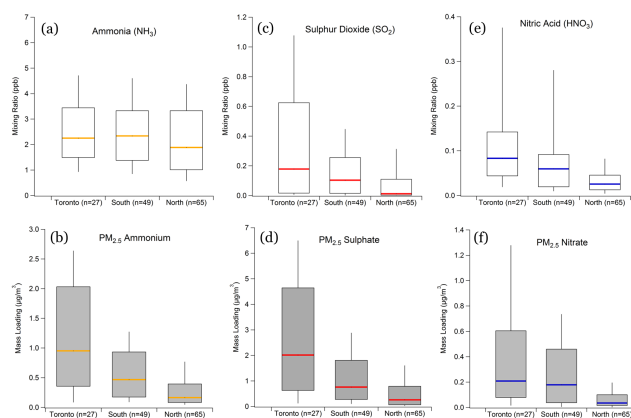 (a)
Ammonia (NH3)
Mixing Ratio (ppb)
7
6
5
4
3
2
1
0
Toronto (n=27) South (n=49) North (n=65)
(c)
Sulphur Dioxide (SO2)
Mixing Ratio (ppb)
1.2
1.0
0.8
0.6
0.4
0.2
0.0
Toronto (n=27) South (n=49) North (n=65)
(e)
Nitric Acid (HNO3)
Mixing Ratio (ppb)
0.4
0.3
0.2
0.1
0.0
Toronto (n=27) South (n=49) North (n=65)
(b)
PM2.5 Ammonium
Mass Loading (µg/m3)
3.0
2.5
2.0
1.5
1.0
0.5
0.0
Toronto (n=27) South (n=49) North (n=65)
(d)
PM2.5 Sulphate
Mass Loading (µg/m3)
7
6
5
4
3
2
1
0
Toronto (n=27) South (n=49) North (n=65)
(f)
PM2.5 Nitrate
Mass Loading (µg/m3)
1.4
1.2
1.0
0.8
0.6
0.4
0.2
0.0
Toronto (n=27) South (n=49) North (n=65)